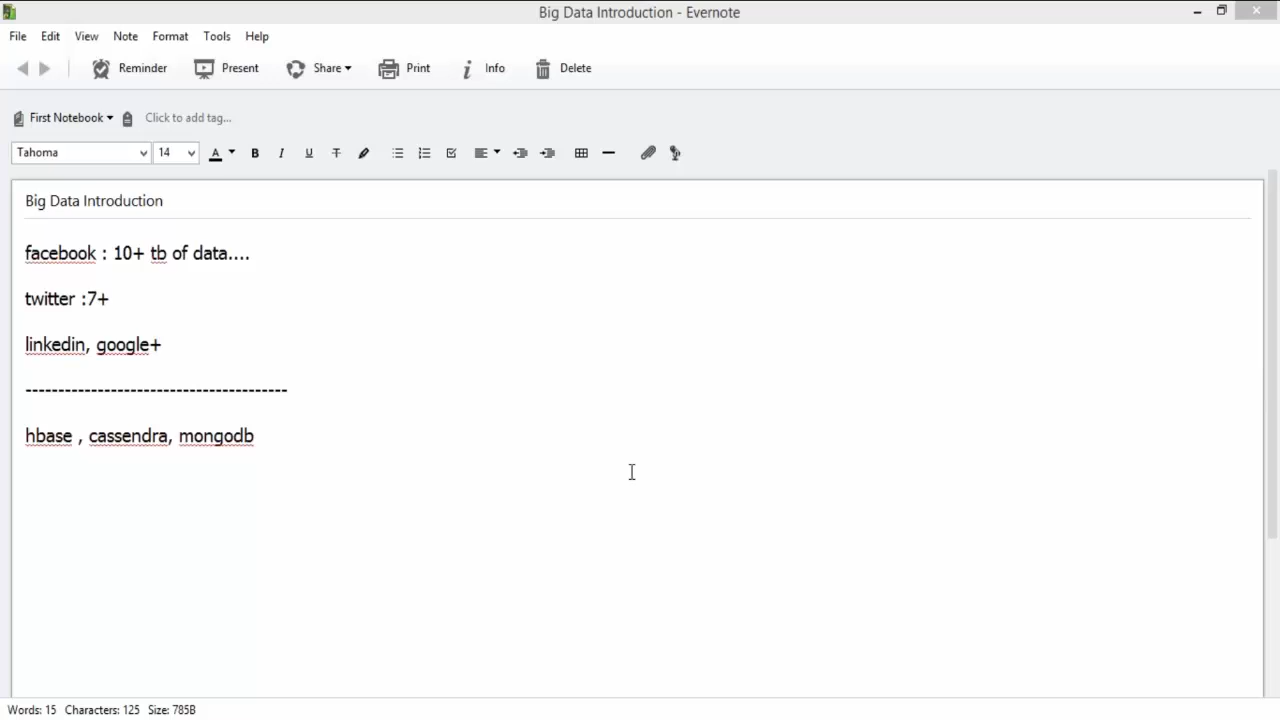 Big Data Introduction - Evernote
File Edit View Note Format Tools Help
Reminder Present Share Print Info Delete
First Notebook Click to add tag...
Tahoma 14 A B I U T
Big Data Introduction
facebook : 10+ tb of data....
twitter :7+
linkedin, google+
----------------------------------------
hbase , cassendra, mongodb
Words: 15 Characters: 125 Size: 785B